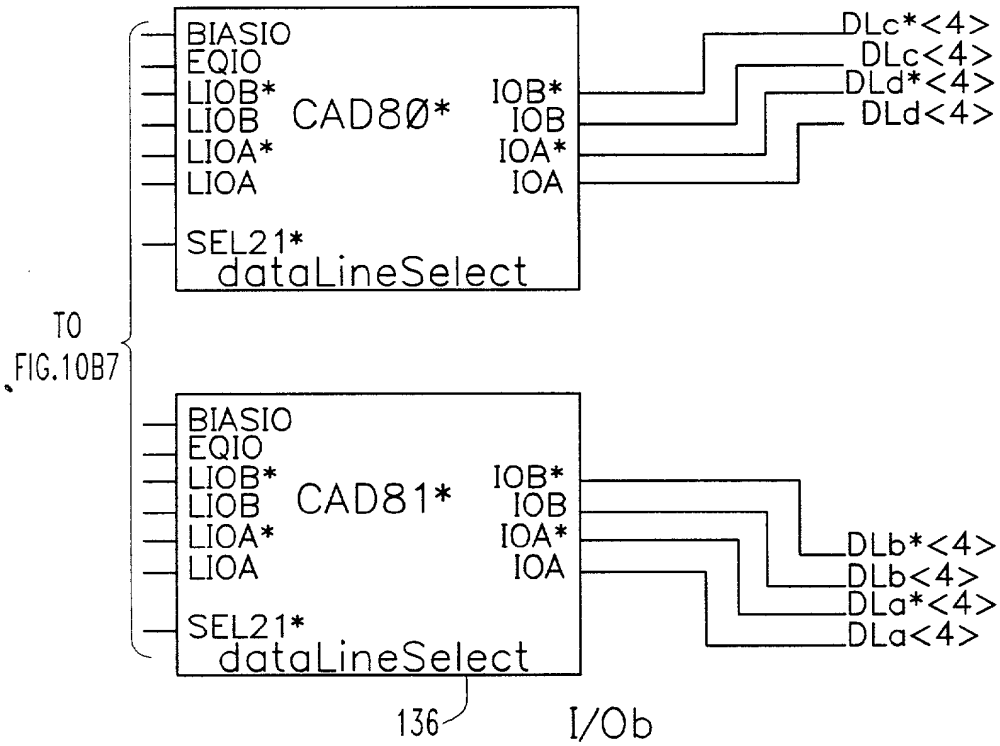 BIASIO
EQIO
LIOB*
LIOB
LIOA*
LIOA
SEL21*
CAD80*
dataLineSelect
IOB*
IOB
IOA*
IOA
DLc*<4>
DLc<4>
DLd*<4>
DLd<4>
TO
FIG.10B7
BIASIO
EQIO
LIOB*
LIOB
LIOA*
LIOA
SEL21*
CAD81*
dataLineSelect
IOB*
IOB
IOA*
IOA
DLb*<4>
DLb<4>
DLa*<4>
DLa<4>
136
I/Ob